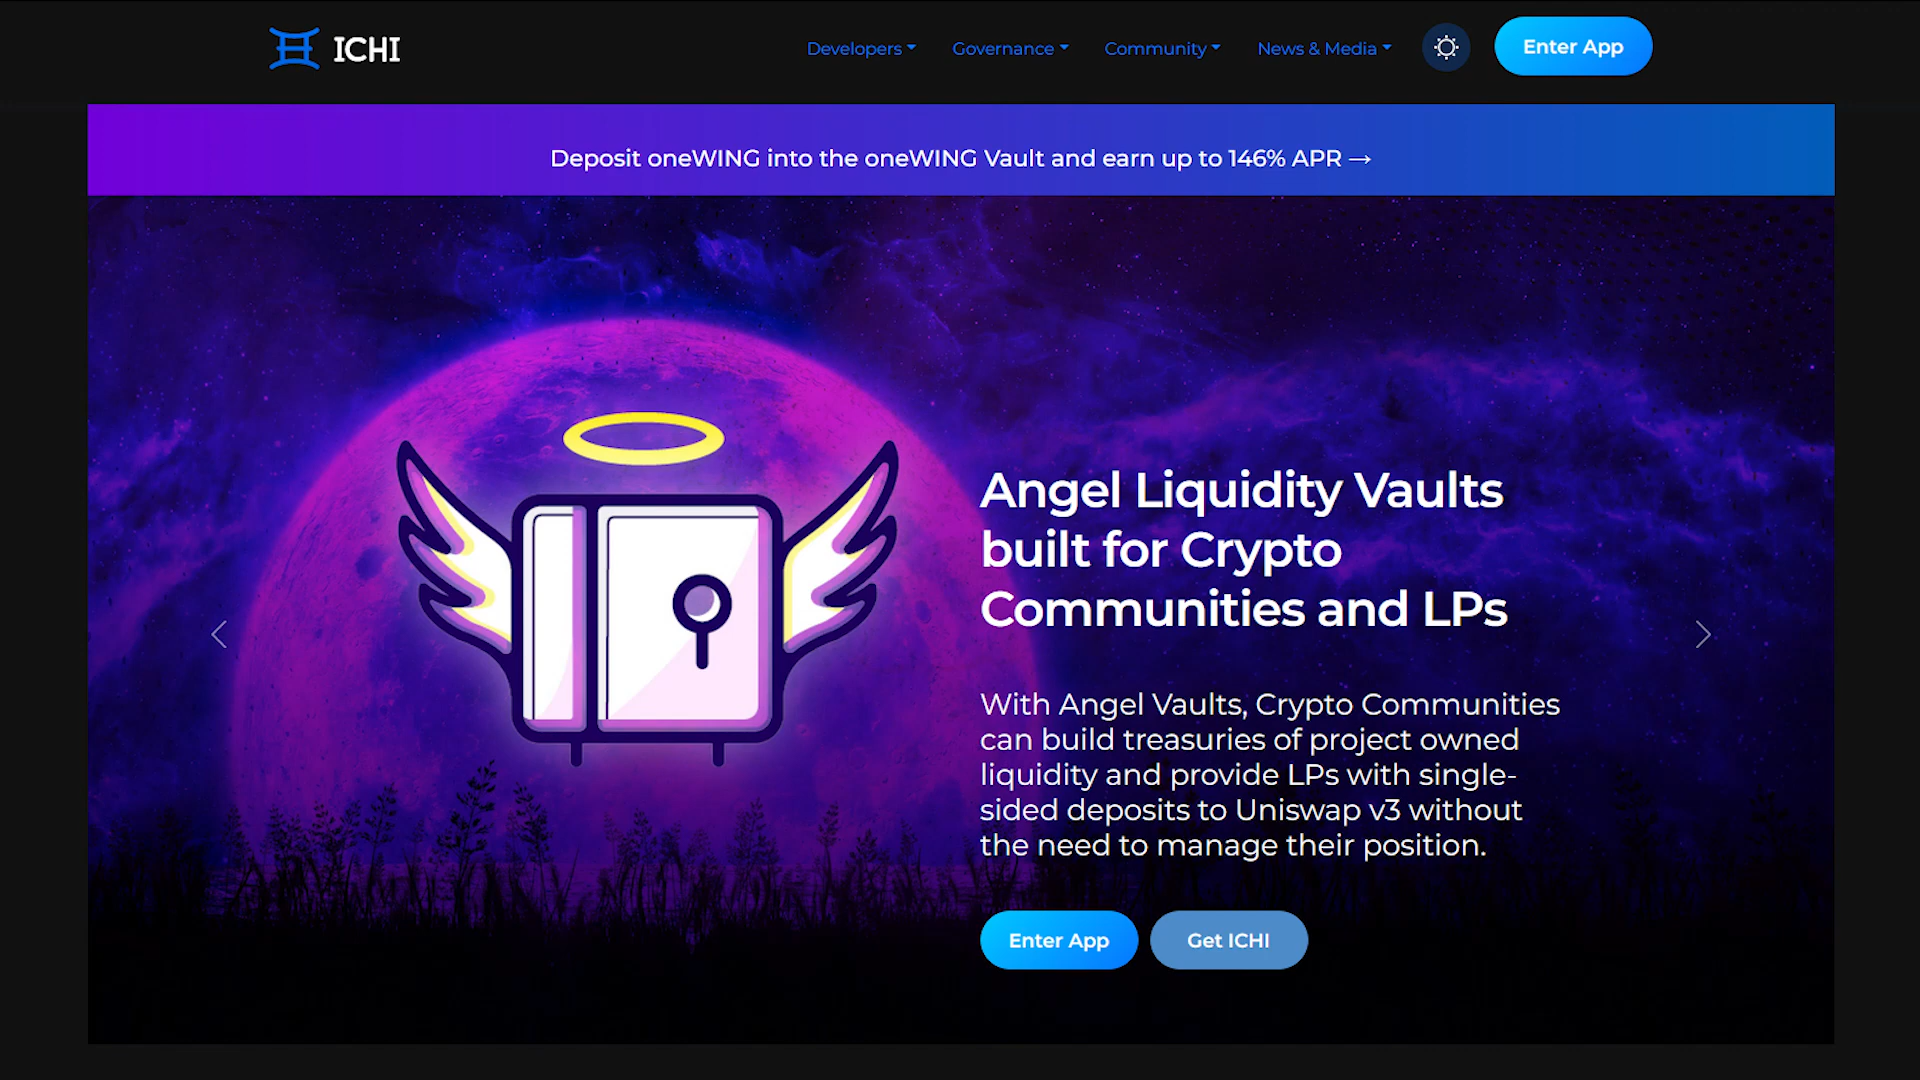 ICHI
Developers
Governance
Community
News & Media
Enter App
Deposit oneWING into the oneWING Vault and earn up to 146% APR →
Angel Liquidity Vaults
built for Crypto
Communities and LPs
With Angel Vaults, Crypto Communities
can build treasuries of project owned
liquidity and provide LPs with single-
sided deposits to Uniswap v3 without
the need to manage their position.
Enter App
Get ICHI